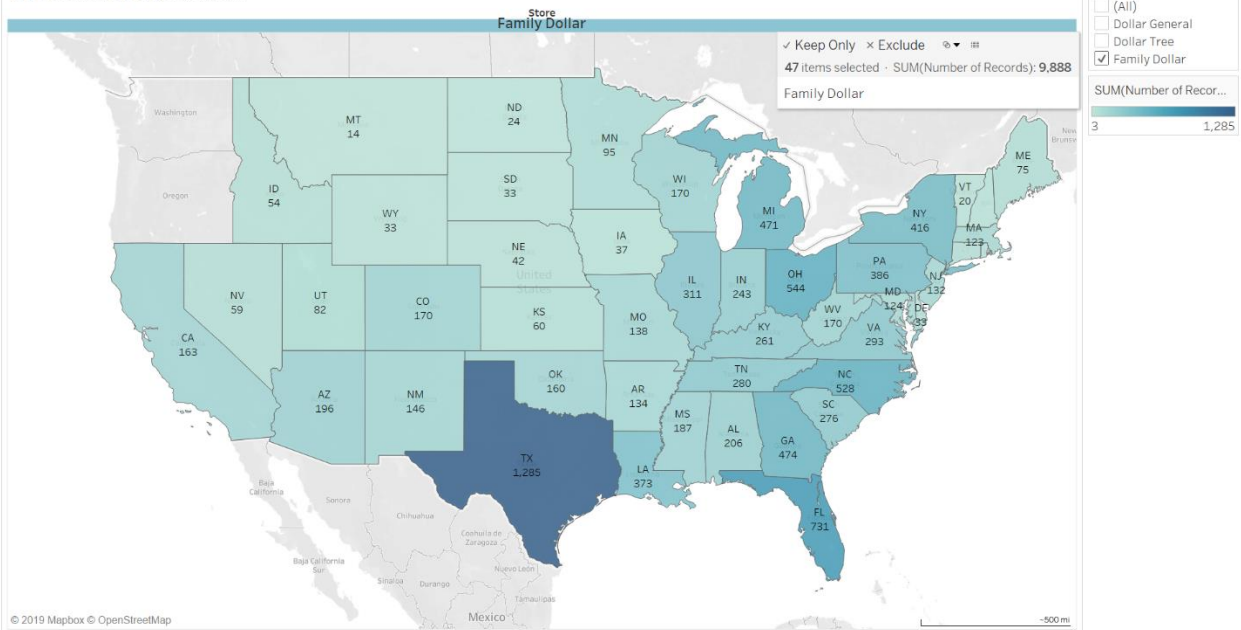 Store
Family Dollar
✓ Keep Only × Exclude
47 items selected · SUM(Number of Records): 9,888
Family Dollar
(All)
Dollar General
Dollar Tree
Family Dollar
SUM(Number of Recor...
3 1,285
Washington
Oregon
MT
14
ND
24
MN
95
ID
54
WY
33
SD
33
WI
170
MI
471
NY
416
VT
20
ME
75
New
Brunsw
MA
123
NE
42
IA
37
United
States
NV
59
UT
82
CO
170
KS
60
MO
138
IL
311
IN
243
OH
544
PA
386
NJ
132
MD
124
DE
33
WV
170
VA
293
KY
261
CA
163
AZ
196
NM
146
OK
160
AR
134
TN
280
NC
528
SC
276
MS
187
AL
206
GA
474
TX
1,285
LA
373
FL
731
Baja
California
Sonoro
Chihuahua
Coahuila de
Zaragoza
Baja California
Sur
Sinaloa
Durango
Nuevo León
Tamaulipas
Mexico
© 2019 Mapbox © OpenStreetMap
~500 mi